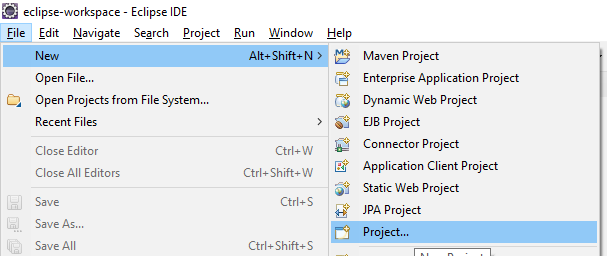 eclipse-workspace - Eclipse IDE
File Edit Navigate Search Project Run Window Help
New Alt+Shift+N
Open File...
Open Projects from File System...
Recent Files
Close Editor Ctrl+W
Close All Editors Ctrl+Shift+W
Save Ctrl+S
Save As...
Save All Ctrl+Shift+S
Maven Project
Enterprise Application Project
Dynamic Web Project
EJB Project
Connector Project
Application Client Project
Static Web Project
JPA Project
Project...